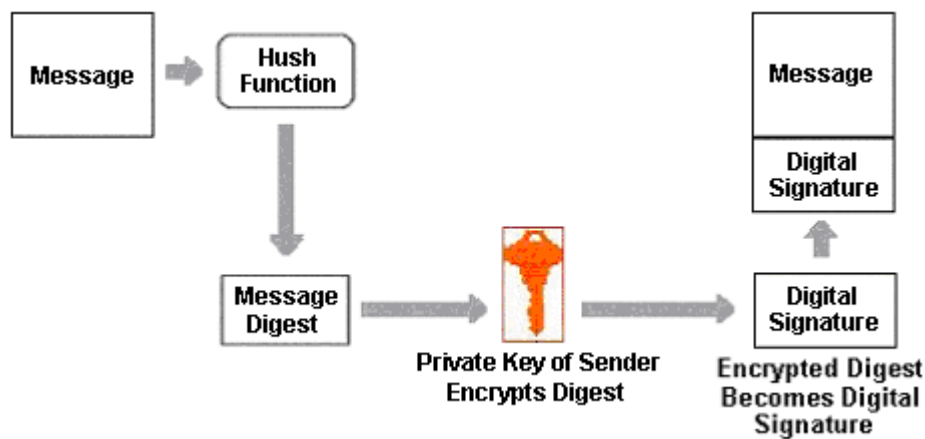 Message
Hush
Function
Message
Digest
Private Key of Sender
Encrypts Digest
Message
Digital
Signature
Digital
Signature
Encrypted Digest
Becomes Digital
Signature